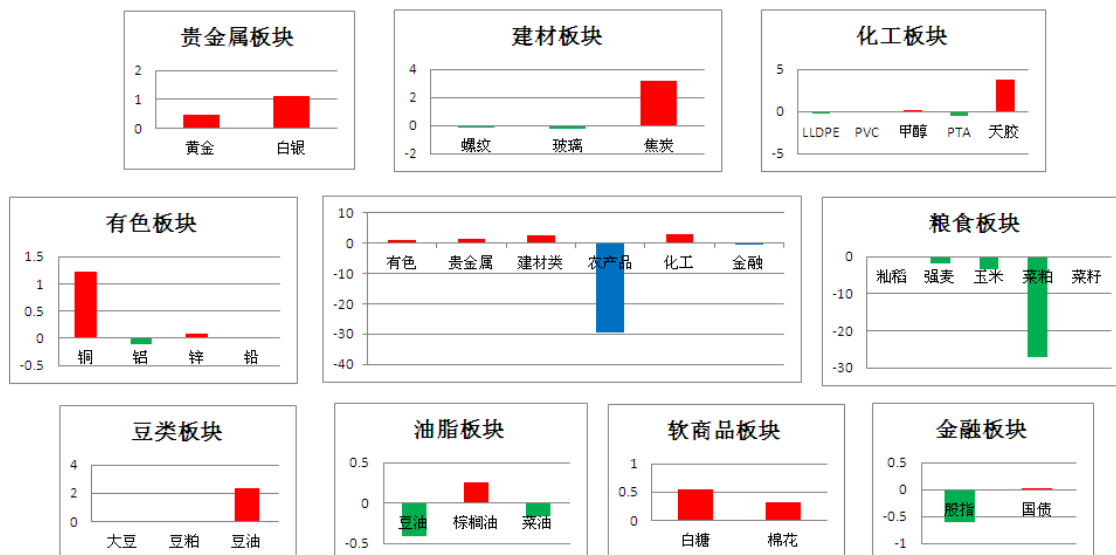 贵金属板块
2
1
0
黄金 白银
建材板块
4
2
0
-2
螺纹 玻璃 焦炭
化工板块
5
0
-5
LLDPE PVC 甲醇 PTA 天胶
有色板块
1.5
1
0.5
0
-0.5
铜 铝 锌 铅
10
0
-10
-20
-30
-40
有色 贵金属 建材类 农产品 化工 金融
粮食板块
0
-10
-20
-30
籼稻 强麦 玉米 菜粕 菜籽
豆类板块
4
2
0
大豆 豆粕 豆油
油脂板块
0.5
0
-0.5
豆油 棕榈油 菜油
软商品板块
1
0.5
0
白糖 棉花
金融板块
0.5
0
-0.5
-1
股指 国债